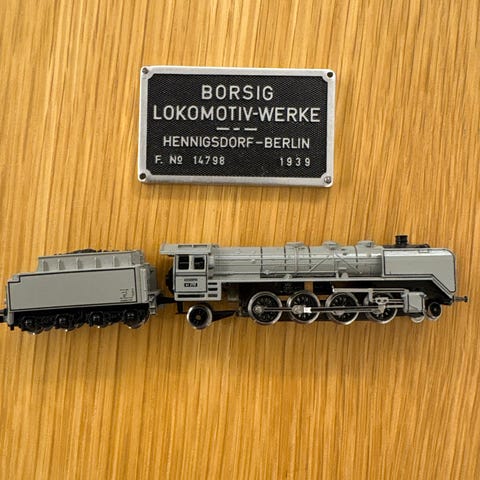 BORSIG
LOKOMOTIV-WERKE
HENNIGSDORF-BERLIN
F. Nº 14798 1939